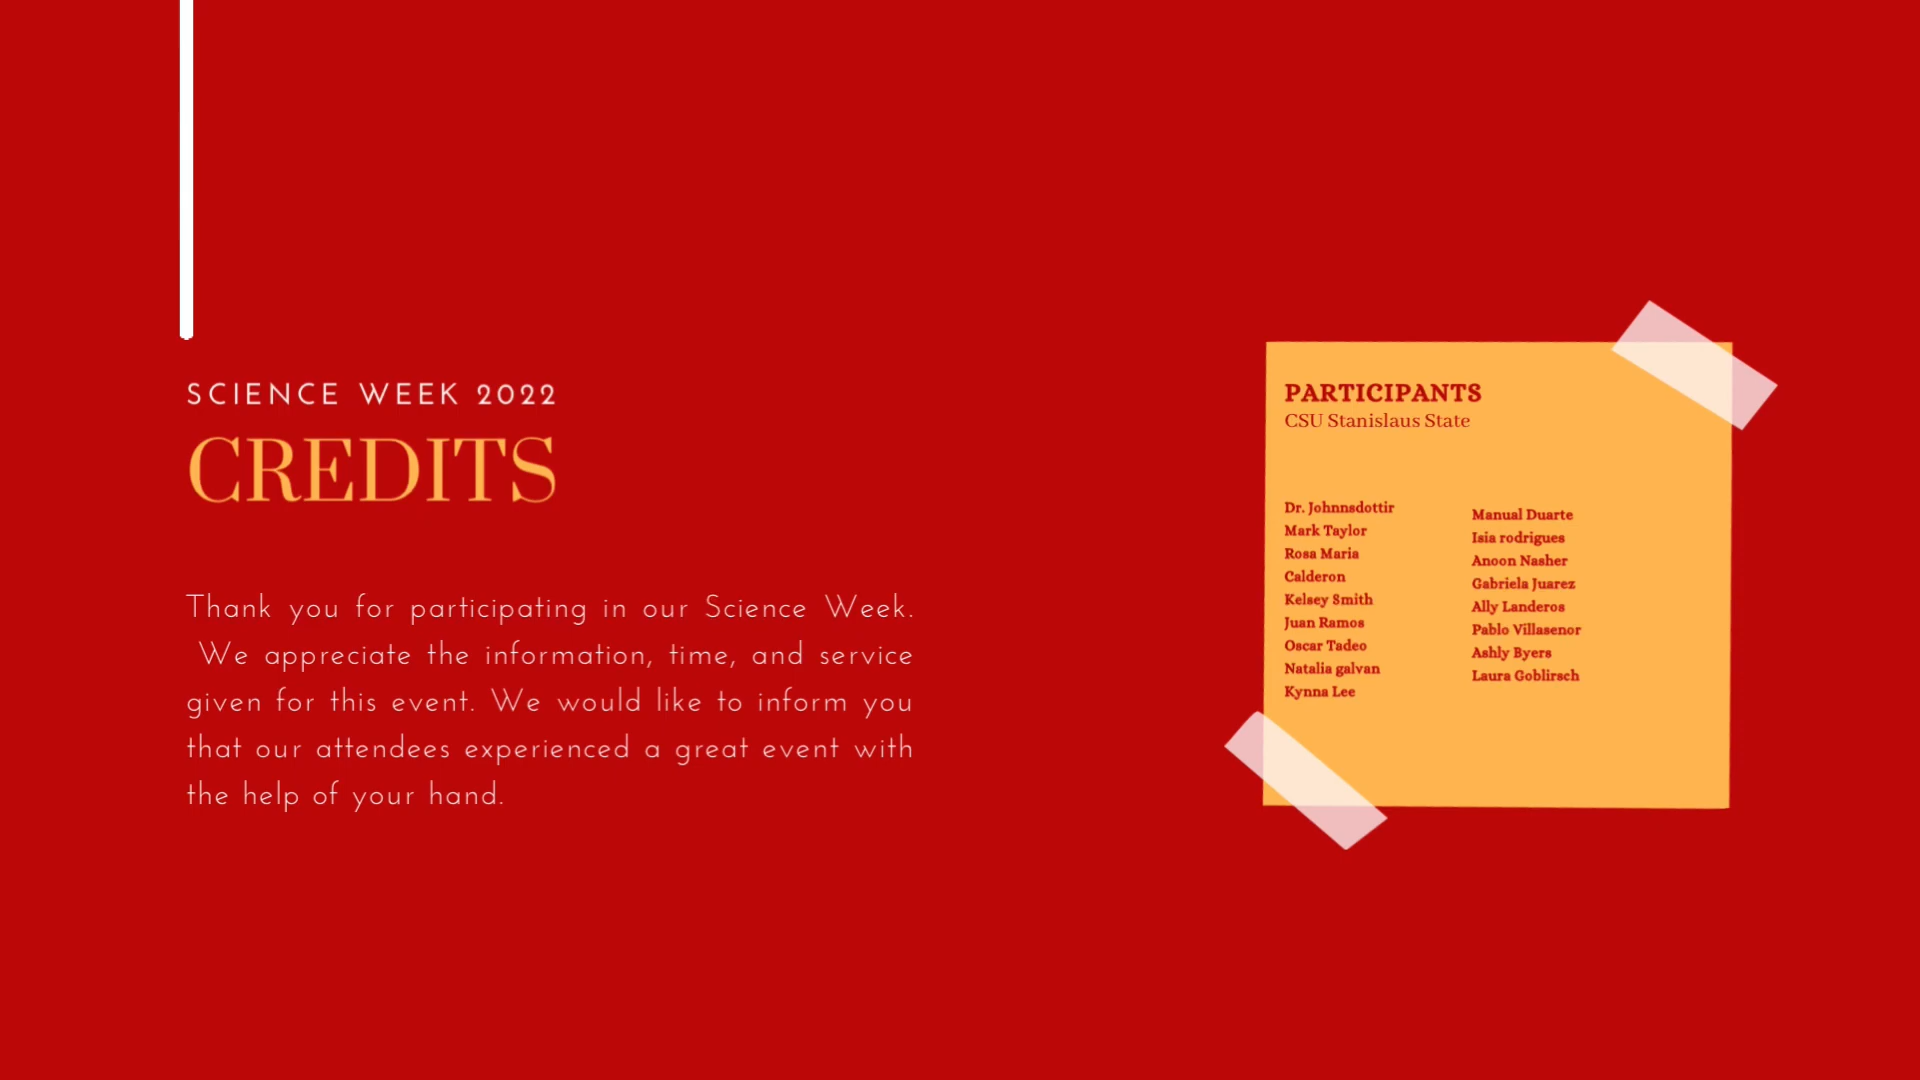 SCIENCE WEEK 2022
CREDITS
Thank you for participating in our Science Week.
We appreciate the information, time, and service
given for this event. We would like to inform you
that our attendees experienced a great event with
the help of your hand.
PARTICIPANTS
CSU Stanislaus State
Dr. Johnnsdottir
Mark Taylor
Rosa Maria
Calderon
Kelsey Smith
Juan Ramos
Oscar Tadeo
Natalia galvan
Kynna Lee
Manual Duarte
Isia rodrigues
Anoon Nasher
Gabriela Juarez
Ally Landeros
Pablo Villasenor
Ashly Byers
Laura Goblirsch